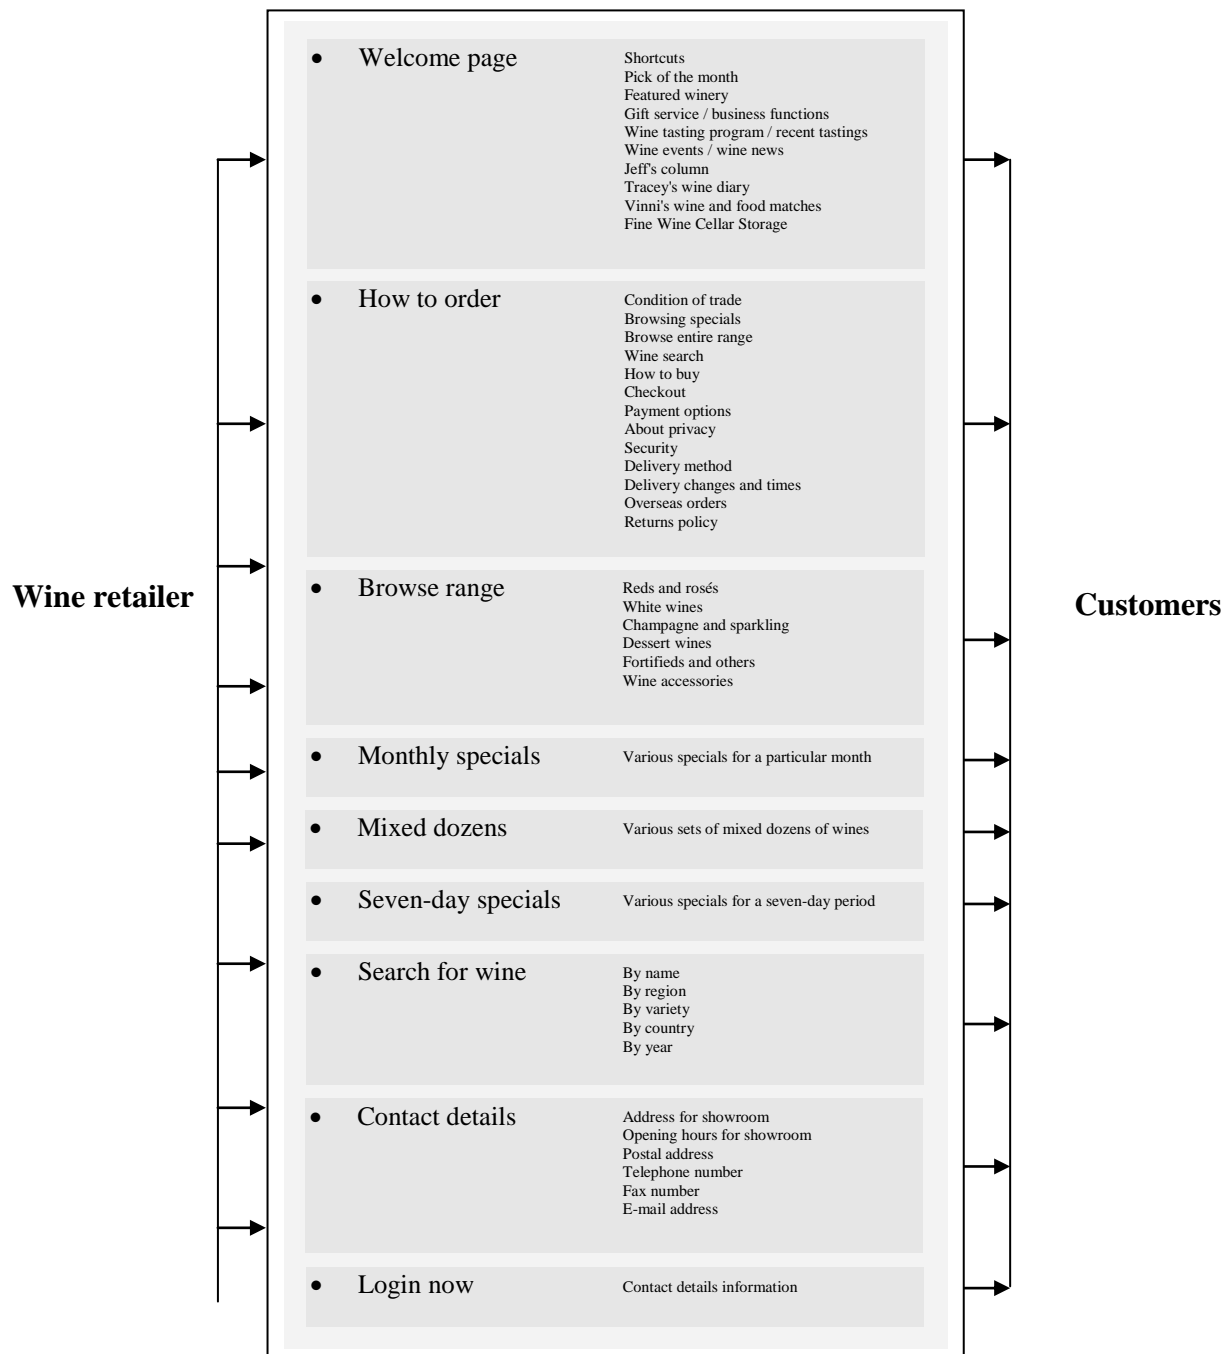 Welcome page
Shortcuts
Pick of the month
Featured winery
Gift service / business functions
Wine tasting program / recent tastings
Wine events / wine news
Jeff's column
Tracey's wine diary
Vinni's wine and food matches
Fine Wine Cellar Storage
How to order
Condition of trade
Browsing specials
Browse entire range
Wine search
How to buy
Checkout
Payment options
About privacy
Security
Delivery method
Delivery changes and times
Overseas orders
Returns policy
Wine retailer
Browse range
Reds and rosés
White wines
Champagne and sparkling
Dessert wines
Fortifieds and others
Wine accessories
Customers
Monthly specials
Various specials for a particular month
Mixed dozens
Various sets of mixed dozens of wines
Seven-day specials
Various specials for a seven-day period
Search for wine
By name
By region
By variety
By country
By year
Contact details
Address for showroom
Opening hours for showroom
Postal address
Telephone number
Fax number
E-mail address
Login now
Contact details information